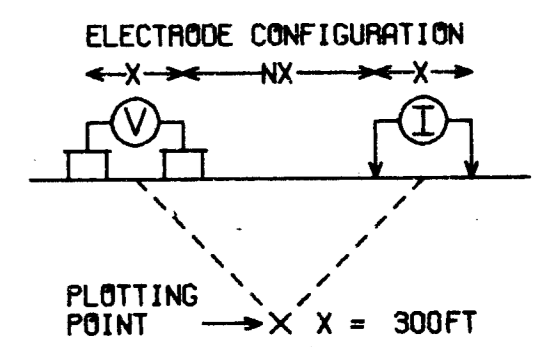 ELECTRODE CONFIGURATION
X NX X
V I
PLOTTING
POINT X X = 300FT